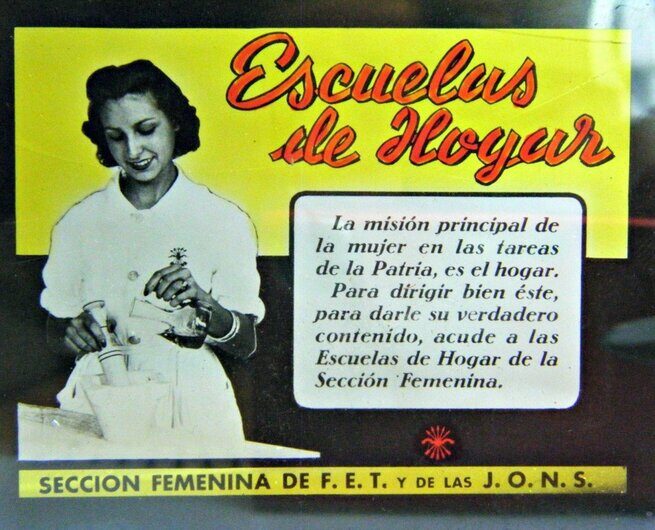 Escuelas
de Hogar
La misión principal de
la mujer en las tareas
de la Patria, es el hogar.
Para dirigir bien éste,
para darle su verdadero
contenido, acude a las
Escuelas de Hogar de la
Sección Femenina.
SECCION FEMENINA DE F.E.T. Y DE LAS J.O.N.S.